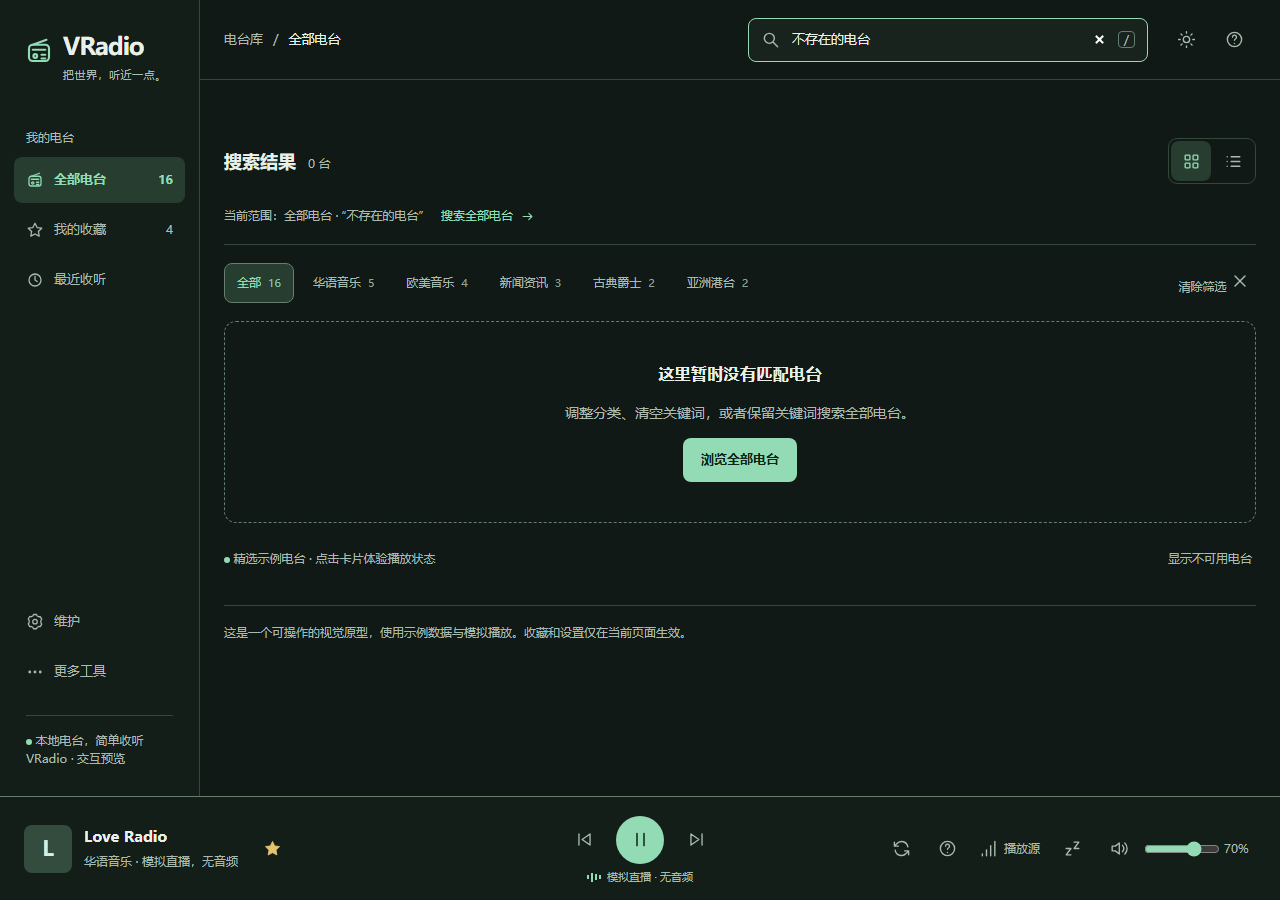 VRadio
把世界，听近一点。
我的电台
全部电台 16
我的收藏 4
最近收听
维护
更多工具
本地电台，简单收听
VRadio · 交互预览
电台库 / 全部电台
不存在的电台 × /
搜索结果 0 台
当前范围：全部电台 · “不存在的电台” 搜索全部电台 →
全部 16 华语音乐 5 欧美音乐 4 新闻资讯 3 古典爵士 2 亚洲港台 2 清除筛选
这里暂时没有匹配电台
调整分类、清空关键词，或者保留关键词搜索全部电台。
浏览全部电台
精选示例电台 · 点击卡片体验播放状态 显示不可用电台
这是一个可操作的视觉原型，使用示例数据与模拟播放。收藏和设置仅在当前页面生效。
L
Love Radio
华语音乐 · 模拟直播，无音频
模拟直播 · 无音频
播放源 zZ 70%